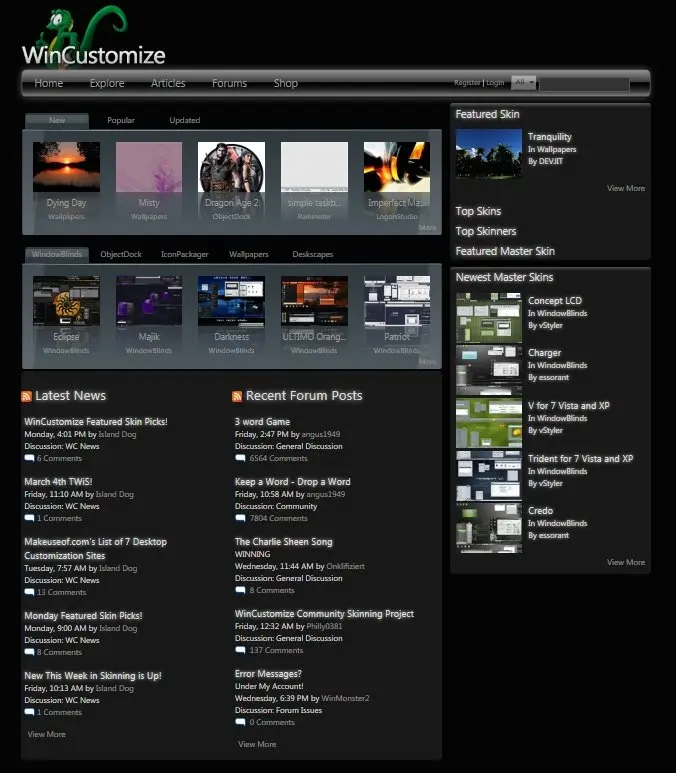 WinCustomize
Home Explore Articles Forums Shop
Register | Login All
New Popular Updated
Dying Day Misty Dragon Age 2 simple taskb... Imperfect Ma...
Wallpapers Wallpapers ObjectDock Rainmeter LogonStudio
More
WindowBlinds ObjectDock IconPackager Wallpapers Deskscapes
Eclipse Majik Darkness ULTIMO Orang... Patriot
WindowBlinds WindowBlinds WindowBlinds WindowBlinds WindowBlinds
More
Latest News
WinCustomize Featured Skin Picks!
Monday, 4:01 PM by Island Dog
Discussion: WC News
6 Comments
March 4th TWiS!
Friday, 11:10 AM by Island Dog
Discussion: WC News
1 Comments
Makeuseof.com's List of 7 Desktop
Customization Sites
Tuesday, 7:57 AM by Island Dog
Discussion: WC News
13 Comments
Monday Featured Skin Picks!
Monday, 9:00 AM by Island Dog
Discussion: WC News
8 Comments
New This Week in Skinning is Up!
Friday, 10:13 AM by Island Dog
Discussion: WC News
1 Comments
View More
Recent Forum Posts
3 word Game
Friday, 2:47 PM by angus1949
Discussion: General Discussion
6564 Comments
Keep a Word - Drop a Word
Friday, 10:58 AM by angus1949
Discussion: Community
7804 Comments
The Charlie Sheen Song
WINNING
Wednesday, 11:44 AM by Onklifiziert
Discussion: General Discussion
8 Comments
WinCustomize Community Skinning Project
Friday, 12:32 AM by Philly0381
Discussion: General Discussion
137 Comments
Error Messages?
Under My Account!
Wednesday, 6:39 PM by WinMonster2
Discussion: Forum Issues
0 Comments
View More
Featured Skin
Tranquility
In Wallpapers
By DEVJIT
View More
Top Skins
Top Skinners
Featured Master Skin
Newest Master Skins
Concept LCD
In WindowBlinds
By vStyler
Charger
In WindowBlinds
By essorant
V for 7 Vista and XP
In WindowBlinds
By vStyler
Trident for 7 Vista and XP
In WindowBlinds
By vStyler
Credo
In WindowBlinds
By essorant
View More